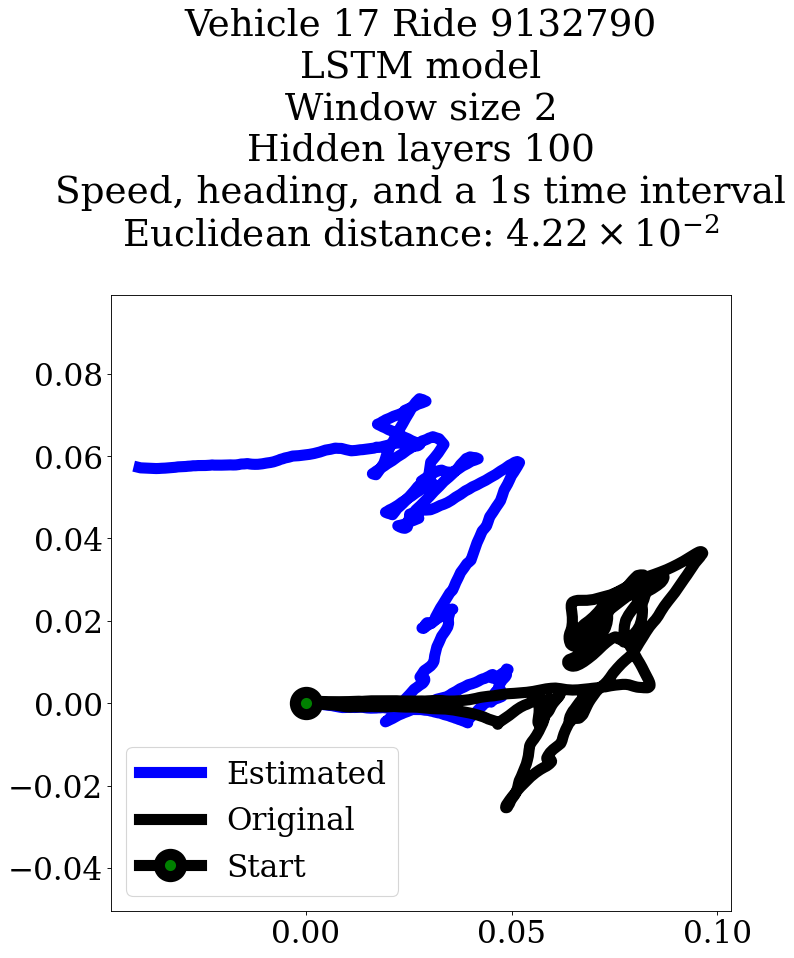 Vehicle 17 Ride 9132790
LSTM model
Window size 2
Hidden layers 100
Speed, heading, and a 1s time interval
Euclidean distance: 4.22 × 10⁻²
0.08
0.06
0.04
0.02
0.00
−0.02
−0.04
Estimated
Original
Start
0.00 0.05 0.10